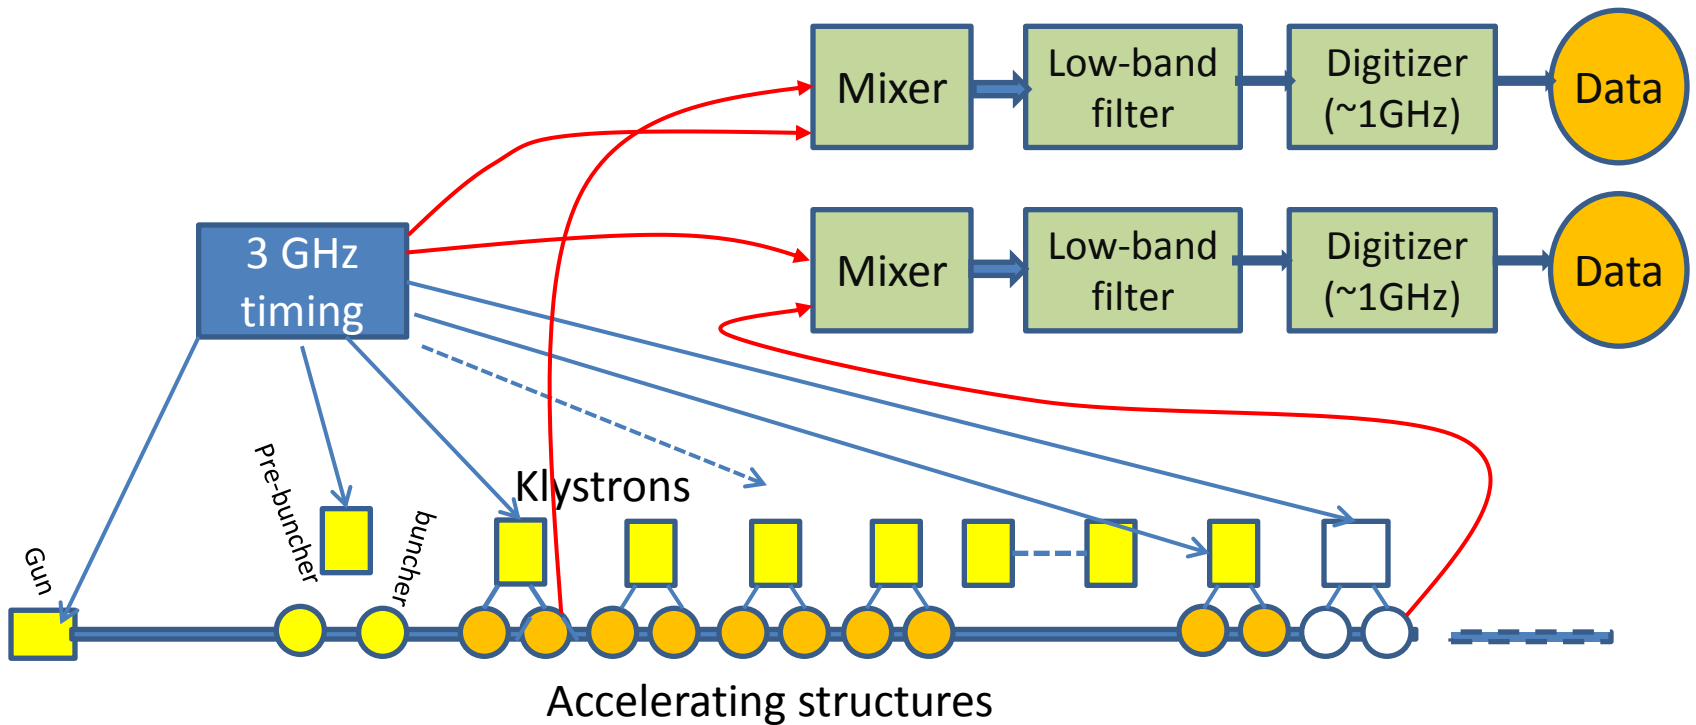 Mixer
Low-band
filter
Digitizer
(~1GHz)
Data
Mixer
Low-band
filter
Digitizer
(~1GHz)
Data
3 GHz
timing
Klystrons
Pre-buncher
buncher
Gun
Accelerating structures